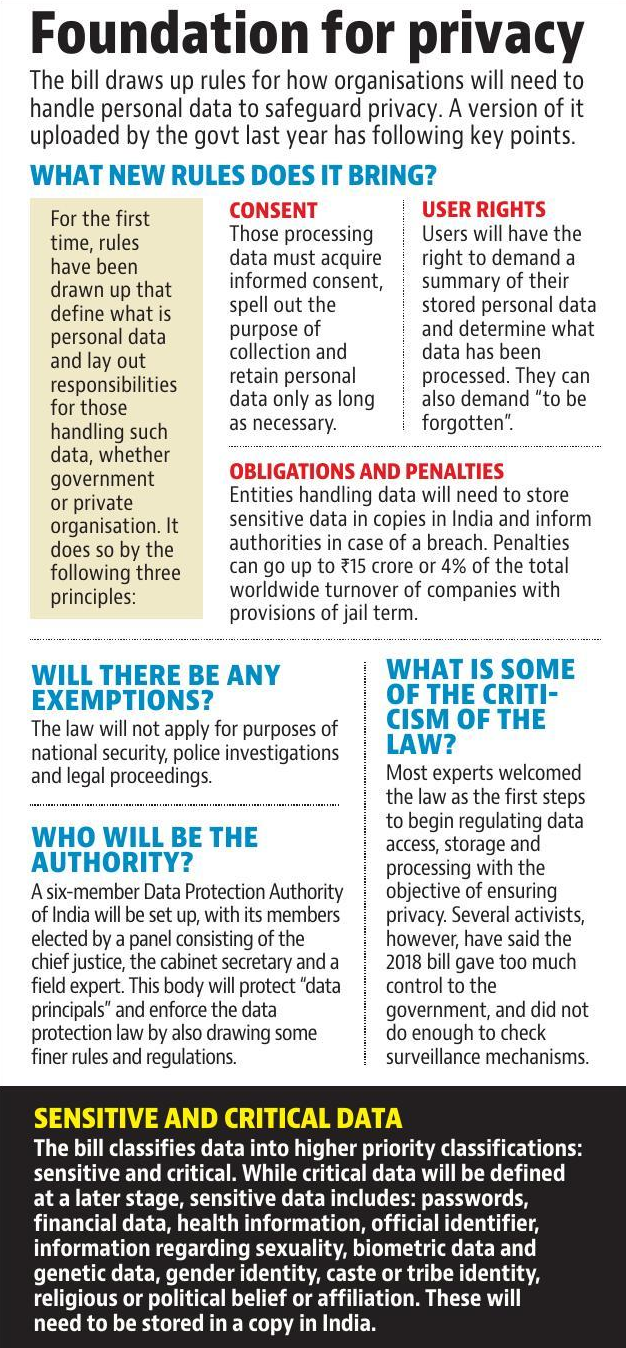 Foundation for privacy
The bill draws up rules for how organisations will need to
handle personal data to safeguard privacy. A version of it
uploaded by the govt last year has following key points.
WHAT NEW RULES DOES IT BRING?
For the first
time, rules
have been
drawn up that
define what is
personal data
and lay out
responsibilities
for those
handling such
data, whether
government
or private
organisation. It
does so by the
following three
principles:
CONSENT
Those processing
data must acquire
informed consent,
spell out the
purpose of
collection and
retain personal
data only as long
as necessary.
USER RIGHTS
Users will have the
right to demand a
summary of their
stored personal data
and determine what
data has been
processed. They can
also demand “to be
forgotten”.
OBLIGATIONS AND PENALTIES
Entities handling data will need to store
sensitive data in copies in India and inform
authorities in case of a breach. Penalties
can go up to ₹15 crore or 4% of the total
worldwide turnover of companies with
provisions of jail term.
WILL THERE BE ANY
EXEMPTIONS?
The law will not apply for purposes of
national security, police investigations
and legal proceedings.
WHO WILL BE THE
AUTHORITY?
A six-member Data Protection Authority
of India will be set up, with its members
elected by a panel consisting of the
chief justice, the cabinet secretary and a
field expert. This body will protect “data
principals” and enforce the data
protection law by also drawing some
finer rules and regulations.
WHAT IS SOME
OF THE CRITI-
CISM OF THE
LAW?
Most experts welcomed
the law as the first steps
to begin regulating data
access, storage and
processing with the
objective of ensuring
privacy. Several activists,
however, have said the
2018 bill gave too much
control to the
government, and did not
do enough to check
surveillance mechanisms.
SENSITIVE AND CRITICAL DATA
The bill classifies data into higher priority classifications:
sensitive and critical. While critical data will be defined
at a later stage, sensitive data includes: passwords,
financial data, health information, official identifier,
information regarding sexuality, biometric data and
genetic data, gender identity, caste or tribe identity,
religious or political belief or affiliation. These will
need to be stored in a copy in India.